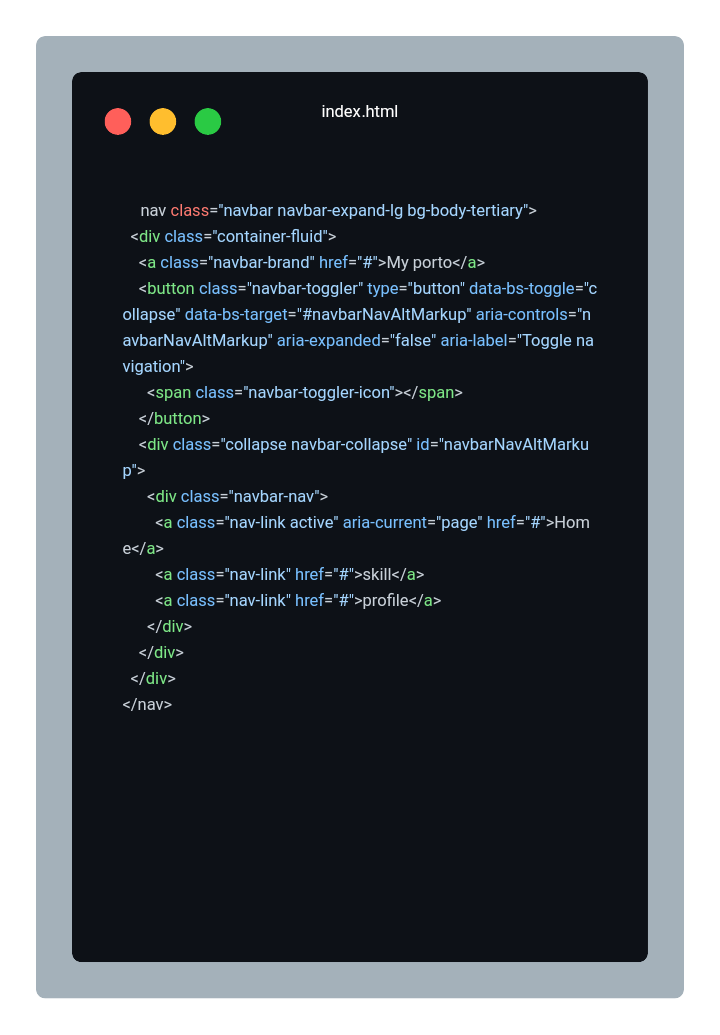 index.html
nav class="navbar navbar-expand-lg bg-body-tertiary">
<div class="container-fluid">
<a class="navbar-brand" href="#">My porto</a>
<button class="navbar-toggler" type="button" data-bs-toggle="c
ollapse" data-bs-target="#navbarNavAltMarkup" aria-controls="n
avbarNavAltMarkup" aria-expanded="false" aria-label="Toggle na
vigation">
<span class="navbar-toggler-icon"></span>
</button>
<div class="collapse navbar-collapse" id="navbarNavAltMarku
p">
<div class="navbar-nav">
<a class="nav-link active" aria-current="page" href="#">Hom
e</a>
<a class="nav-link" href="#">skill</a>
<a class="nav-link" href="#">profile</a>
</div>
</div>
</div>
</nav>